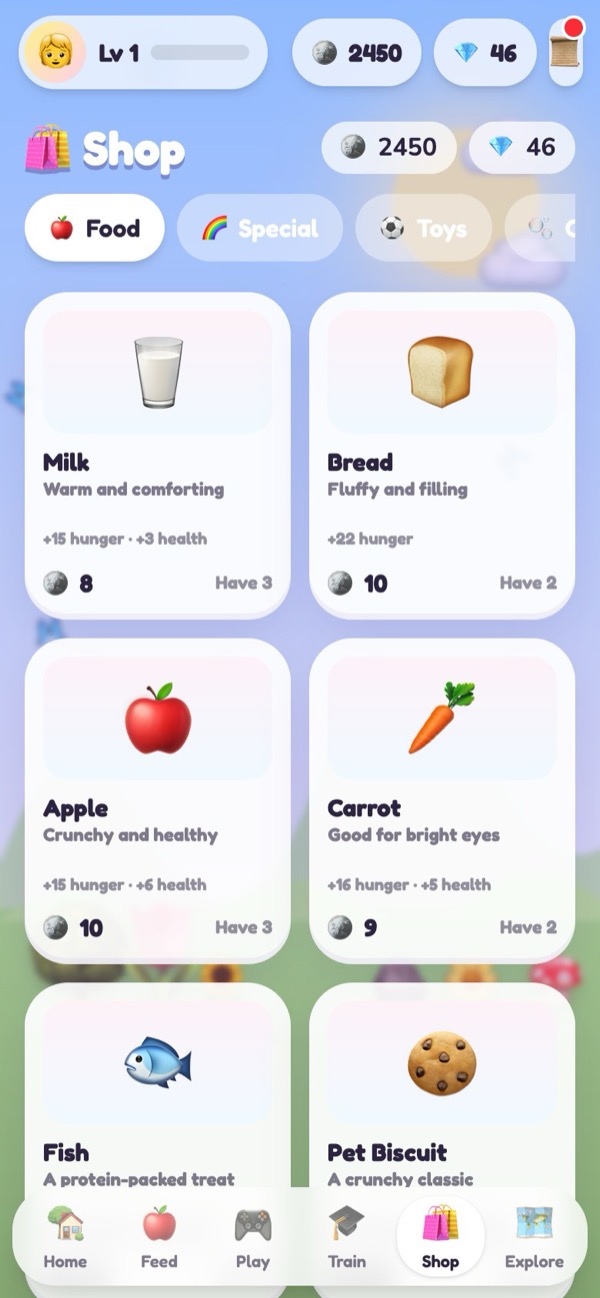 Lv 1
2450
46
Shop
2450
46
Food
Special
Toys
Milk
Warm and comforting
+15 hunger · +3 health
8
Have 3
Bread
Fluffy and filling
+22 hunger
10
Have 2
Apple
Crunchy and healthy
+15 hunger · +6 health
10
Have 3
Carrot
Good for bright eyes
+16 hunger · +5 health
9
Have 2
Fish
A protein-packed treat
Pet Biscuit
A crunchy classic
Home
Feed
Play
Train
Shop
Explore